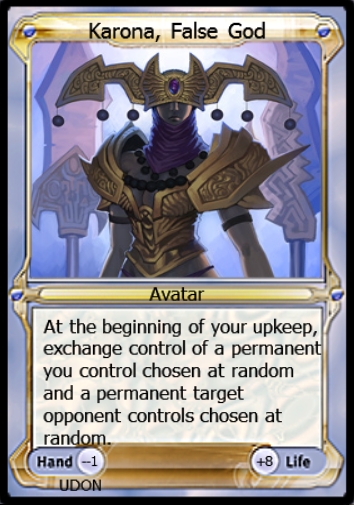 Karona, False God
Avatar
At the beginning of your upkeep,
exchange control of a permanent
you control chosen at random
and a permanent target
opponent controls chosen at
random.
Hand -1 +8 Life
UDON